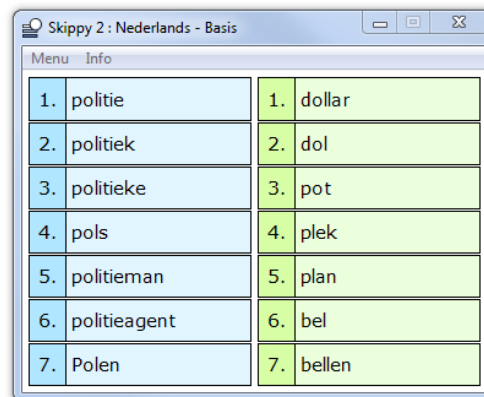 Skippy 2 : Nederlands - Basis
Menu Info
1. politie 1. dollar
2. politiek 2. dol
3. politieke 3. pot
4. pols 4. plek
5. politieman 5. plan
6. politieagent 6. bel
7. Polen 7. bellen